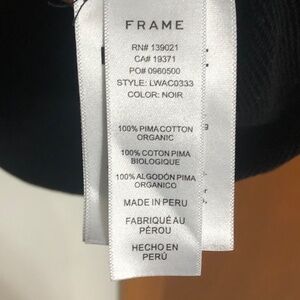 FRAME
RN# 139021
CA# 19371
PO# 0960500
STYLE: LWAC0333
COLOR: NOIR
100% PIMA COTTON
ORGANIC
100% COTON PIMA
BIOLOGIQUE
100% ALGODÓN PIMA
ORGANICO
MADE IN PERU
FABRIQUÉ AU
PÉROU
HECHO EN
PERÚ